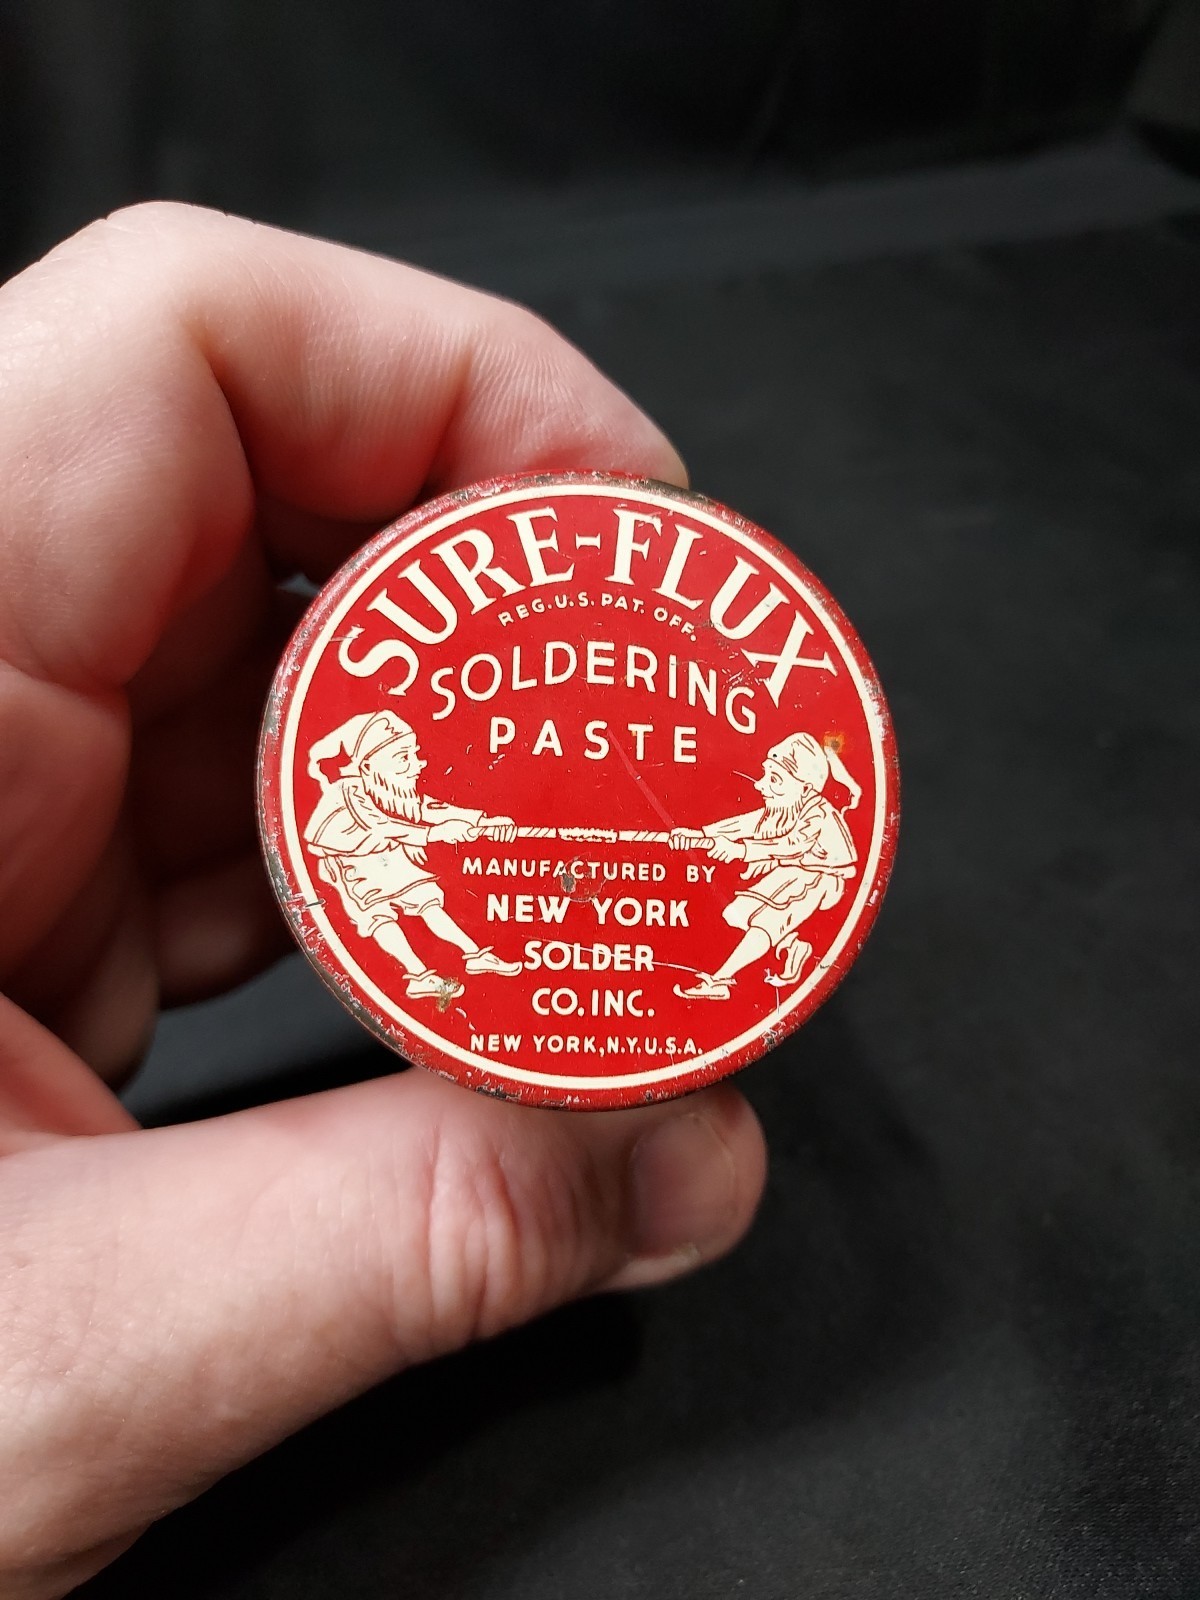 SURE-FLUX
REG.U.S.PAT.OFF.
SOLDERING
PASTE
MANUFACTURED BY
NEW YORK
SOLDER
CO.INC.
NEW YORK,N.Y.U.S.A.